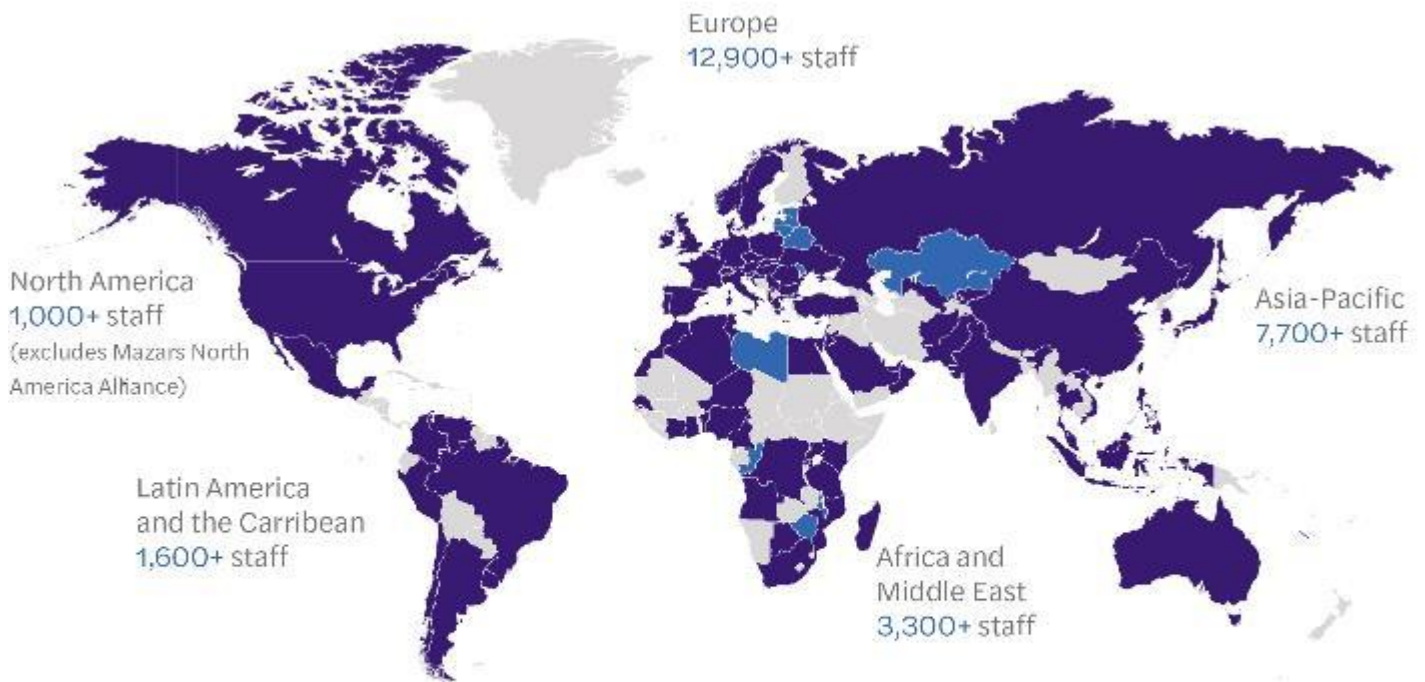 Europe
12,900+ staff
North America
1,000+ staff
(excludes Mazars North
America Alliance)
Asia-Pacific
7,700+ staff
Latin America
and the Carribean
1,600+ staff
Africa and
Middle East
3,300+ staff